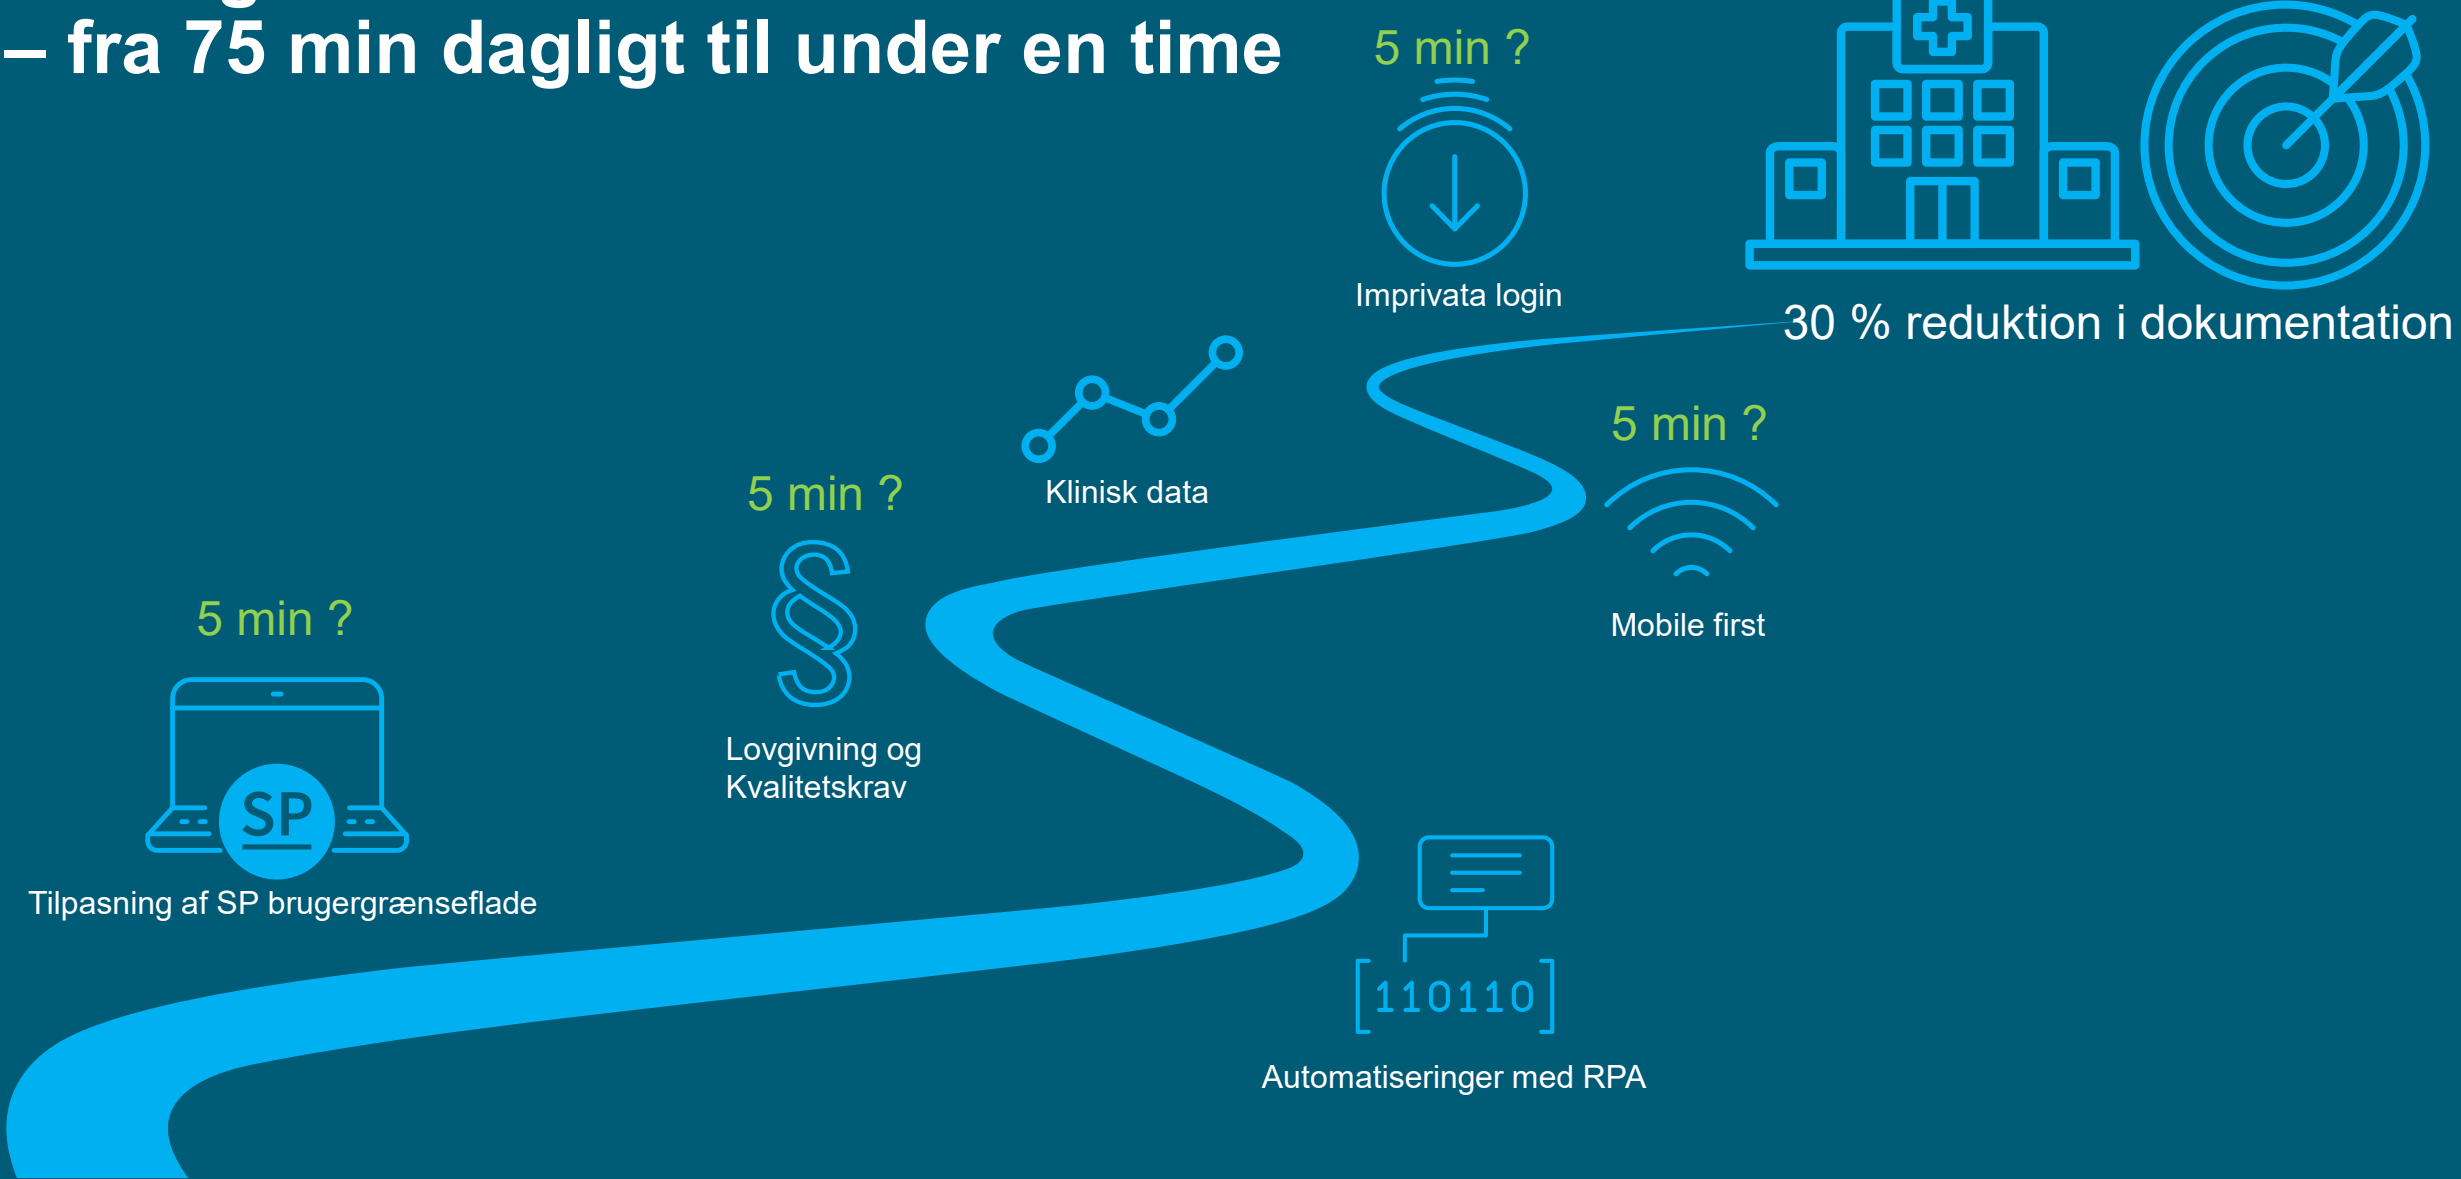 – fra 75 min dagligt til under en time
5 min ?
Imprivata login
30 % reduktion i dokumentation
5 min ?
Mobile first
Klinisk data
5 min ?
Lovgivning og
Kvalitetskrav
5 min ?
SP
Tilpasning af SP brugergrænseflade
110110
Automatiseringer med RPA